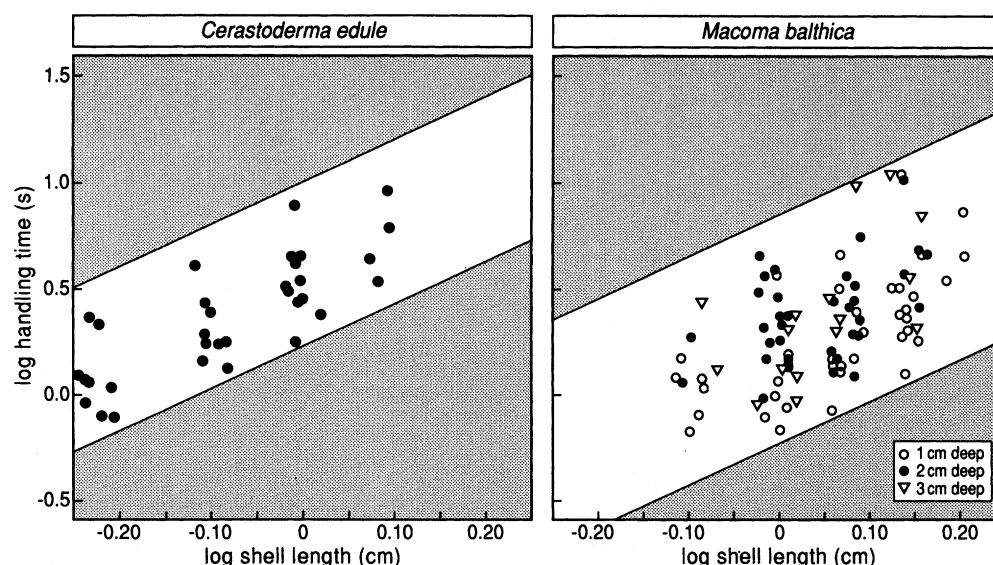 Cerastoderma edule
Macoma balthica
log handling time (s)
1.5
1.0
0.5
0.0
-0.5
-0.20
-0.10
0.0
0.10
0.20
-0.20
-0.10
0.0
0.10
0.20
log shell length (cm)
log shell length (cm)
1 cm deep
2 cm deep
3 cm deep